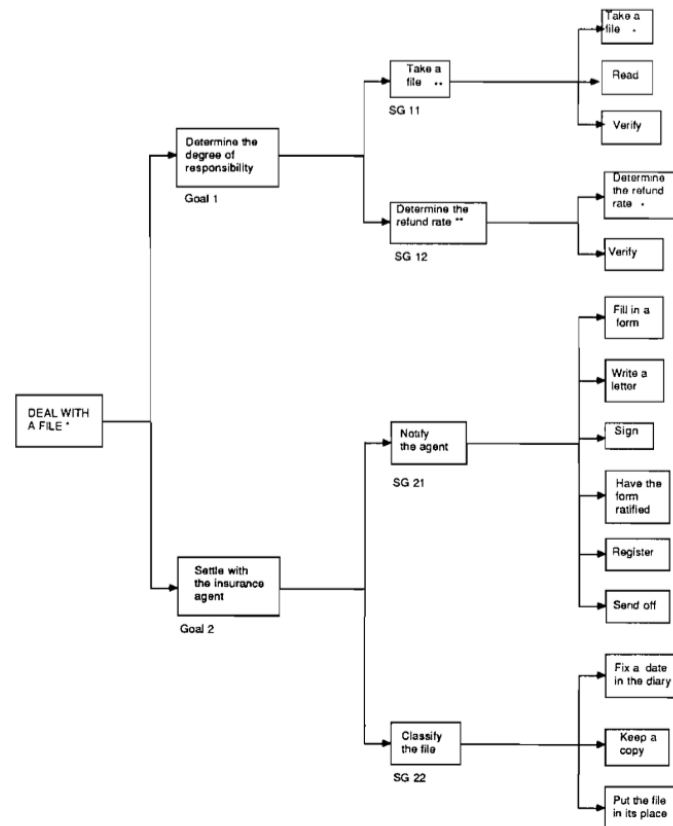 Take a
file *
Take a
file **
Read
SG 11
Verify
Determine the
degree of
responsibility
Goal 1
Determine
the refund
rate *
Determine the
refund rate **
SG 12
Verify
Fill in a
form
Write a
letter
DEAL WITH
A FILE *
Notify
the agent
SG 21
Sign
Have the
form
ratified
Register
Settle with
the insurance
agent
Goal 2
Send off
Fix a date
in the diary
Classify
the file
SG 22
Keep a
copy
Put the file
in its place